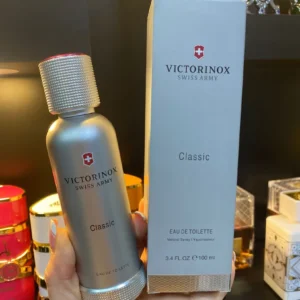 VICTORINOX
SWISS ARMY
Classic
VICTORINOX
SWISS ARMY
Classic
EAU DE TOILETTE
3.4 FL OZ 100 ml